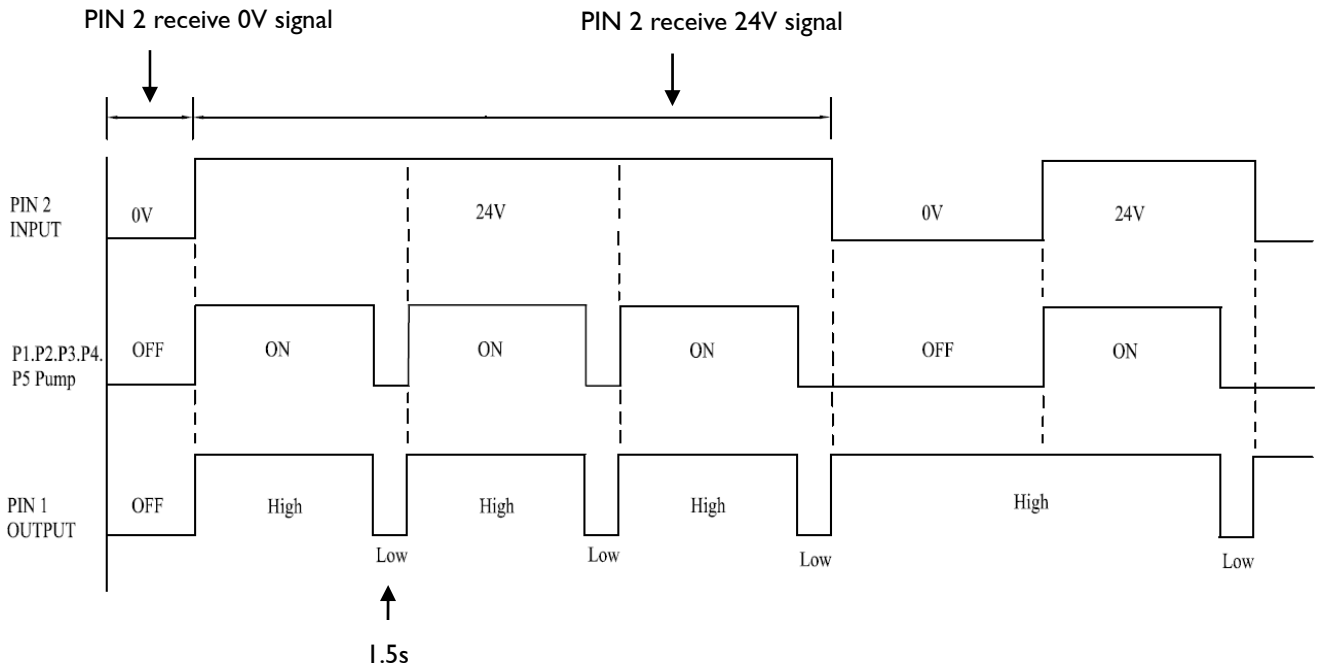 PIN 2 receive 0V signal
PIN 2 receive 24V signal
PIN 2
INPUT
0V
24V
0V
24V
P1.P2.P3.P4.
P5 Pump
OFF
ON
ON
ON
OFF
ON
PIN 1
OUTPUT
OFF
High
High
High
High
Low
Low
Low
Low
1.5s